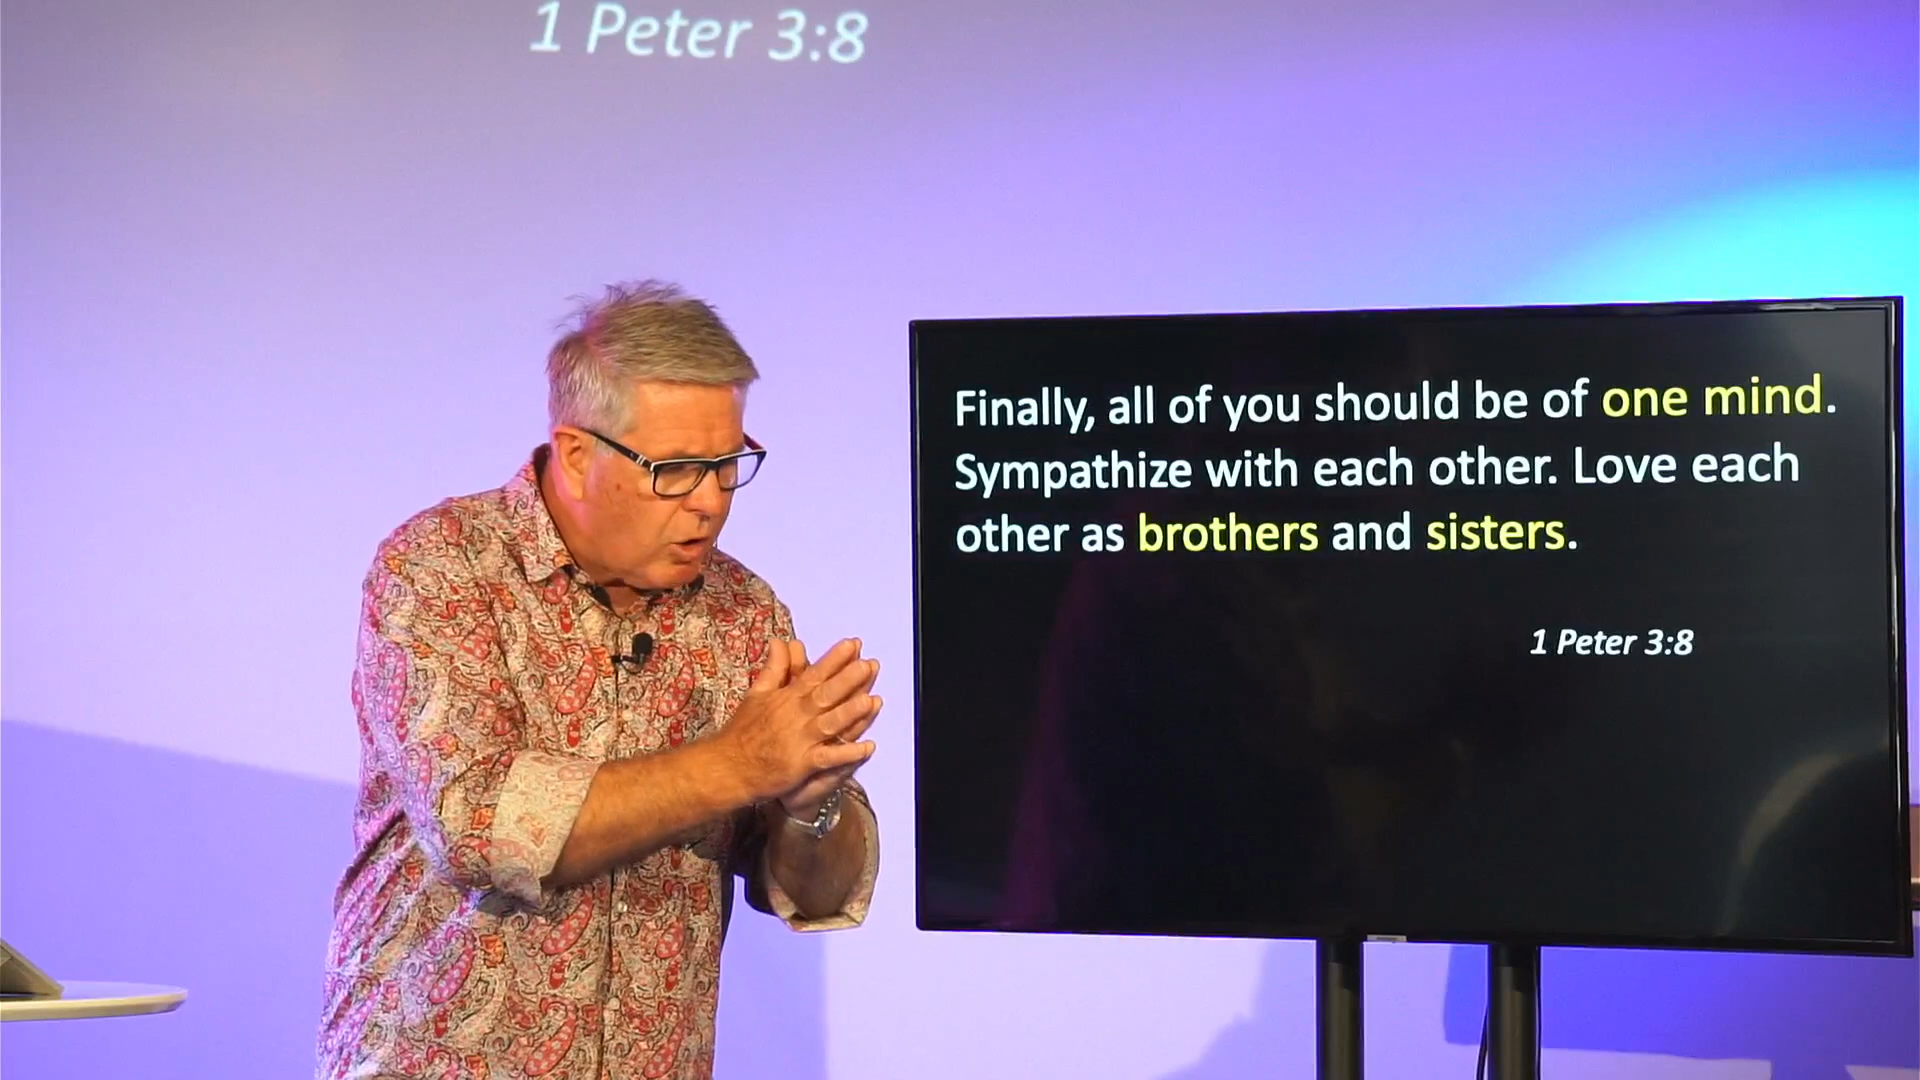 1 Peter 3:8
Finally, all of you should be of one mind.
Sympathize with each other. Love each
other as brothers and sisters.
1 Peter 3:8